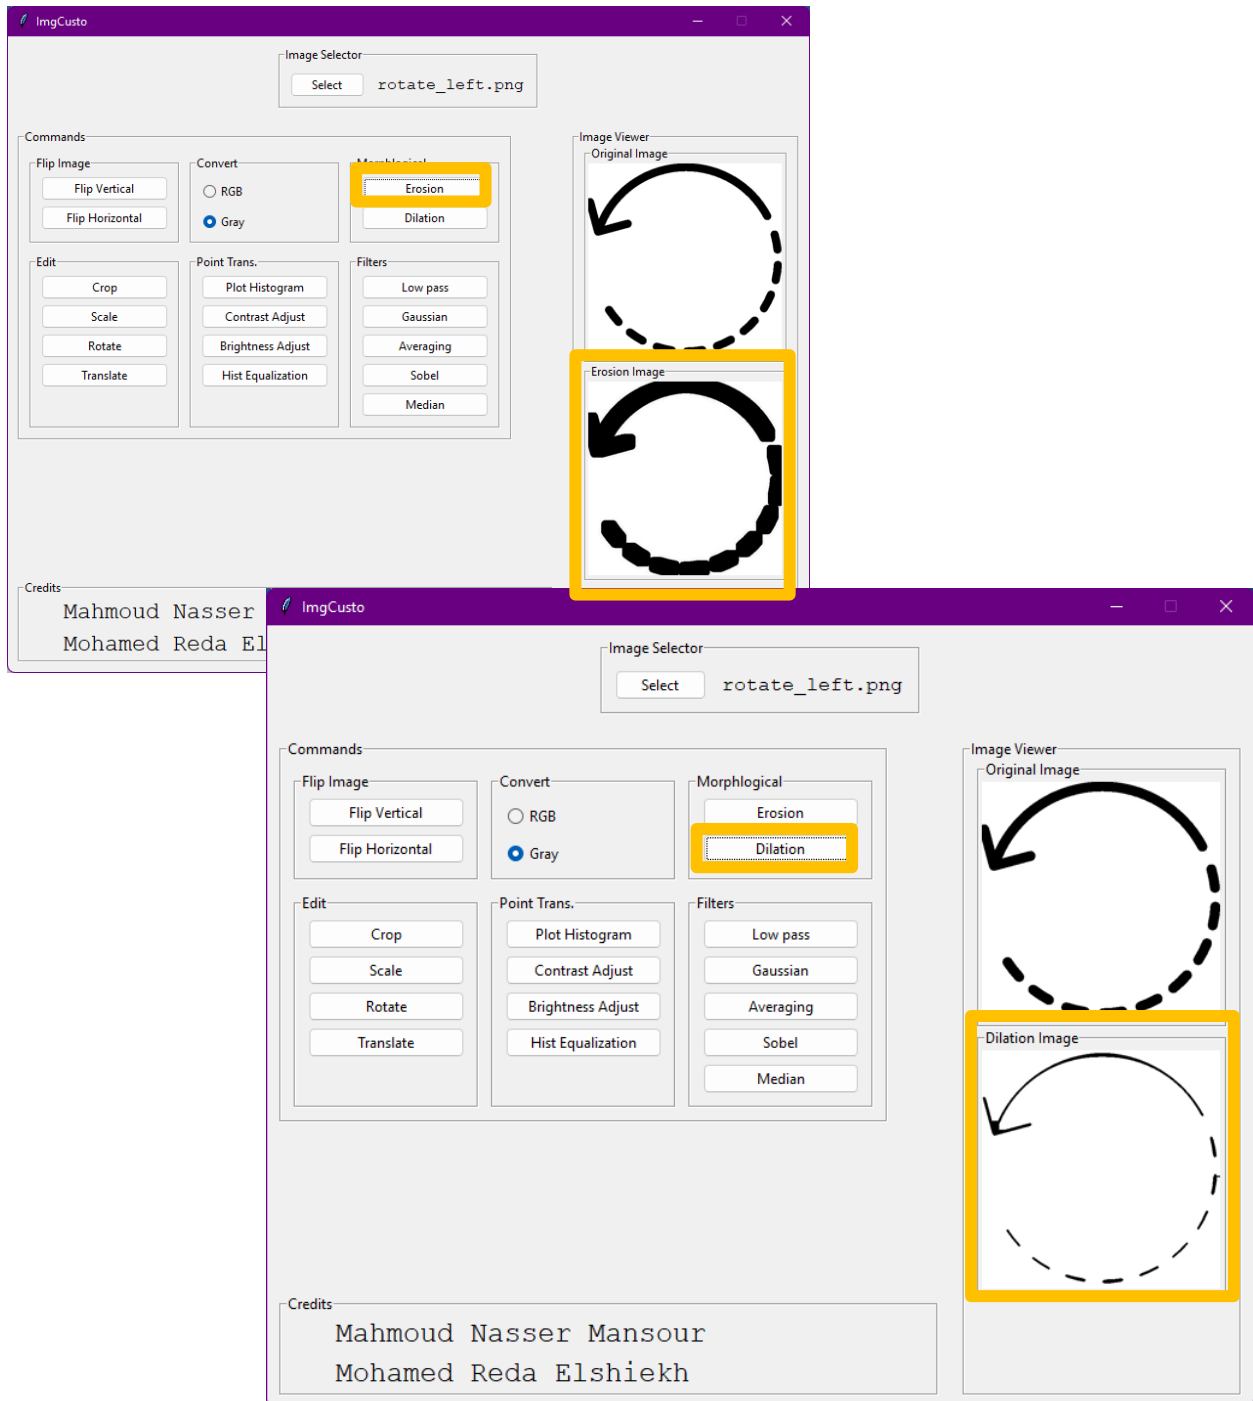 ImgCusto
Image Selector
Select rotate_left.png
Commands
Flip Image
Flip Vertical
Flip Horizontal
Convert
RGB
Gray
Morphlogical
Erosion
Dilation
Edit
Crop
Scale
Rotate
Translate
Point Trans.
Plot Histogram
Contrast Adjust
Brightness Adjust
Hist Equalization
Filters
Low pass
Gaussian
Averaging
Sobel
Median
Image Viewer
Original Image
Erosion Image
Credits
Mahmoud Nasser
Mohamed Reda El
ImgCusto
Image Selector
Select rotate_left.png
Commands
Flip Image
Flip Vertical
Flip Horizontal
Convert
RGB
Gray
Morphlogical
Erosion
Dilation
Edit
Crop
Scale
Rotate
Translate
Point Trans.
Plot Histogram
Contrast Adjust
Brightness Adjust
Hist Equalization
Filters
Low pass
Gaussian
Averaging
Sobel
Median
Image Viewer
Original Image
Dilation Image
Credits
Mahmoud Nasser Mansour
Mohamed Reda Elshiekh